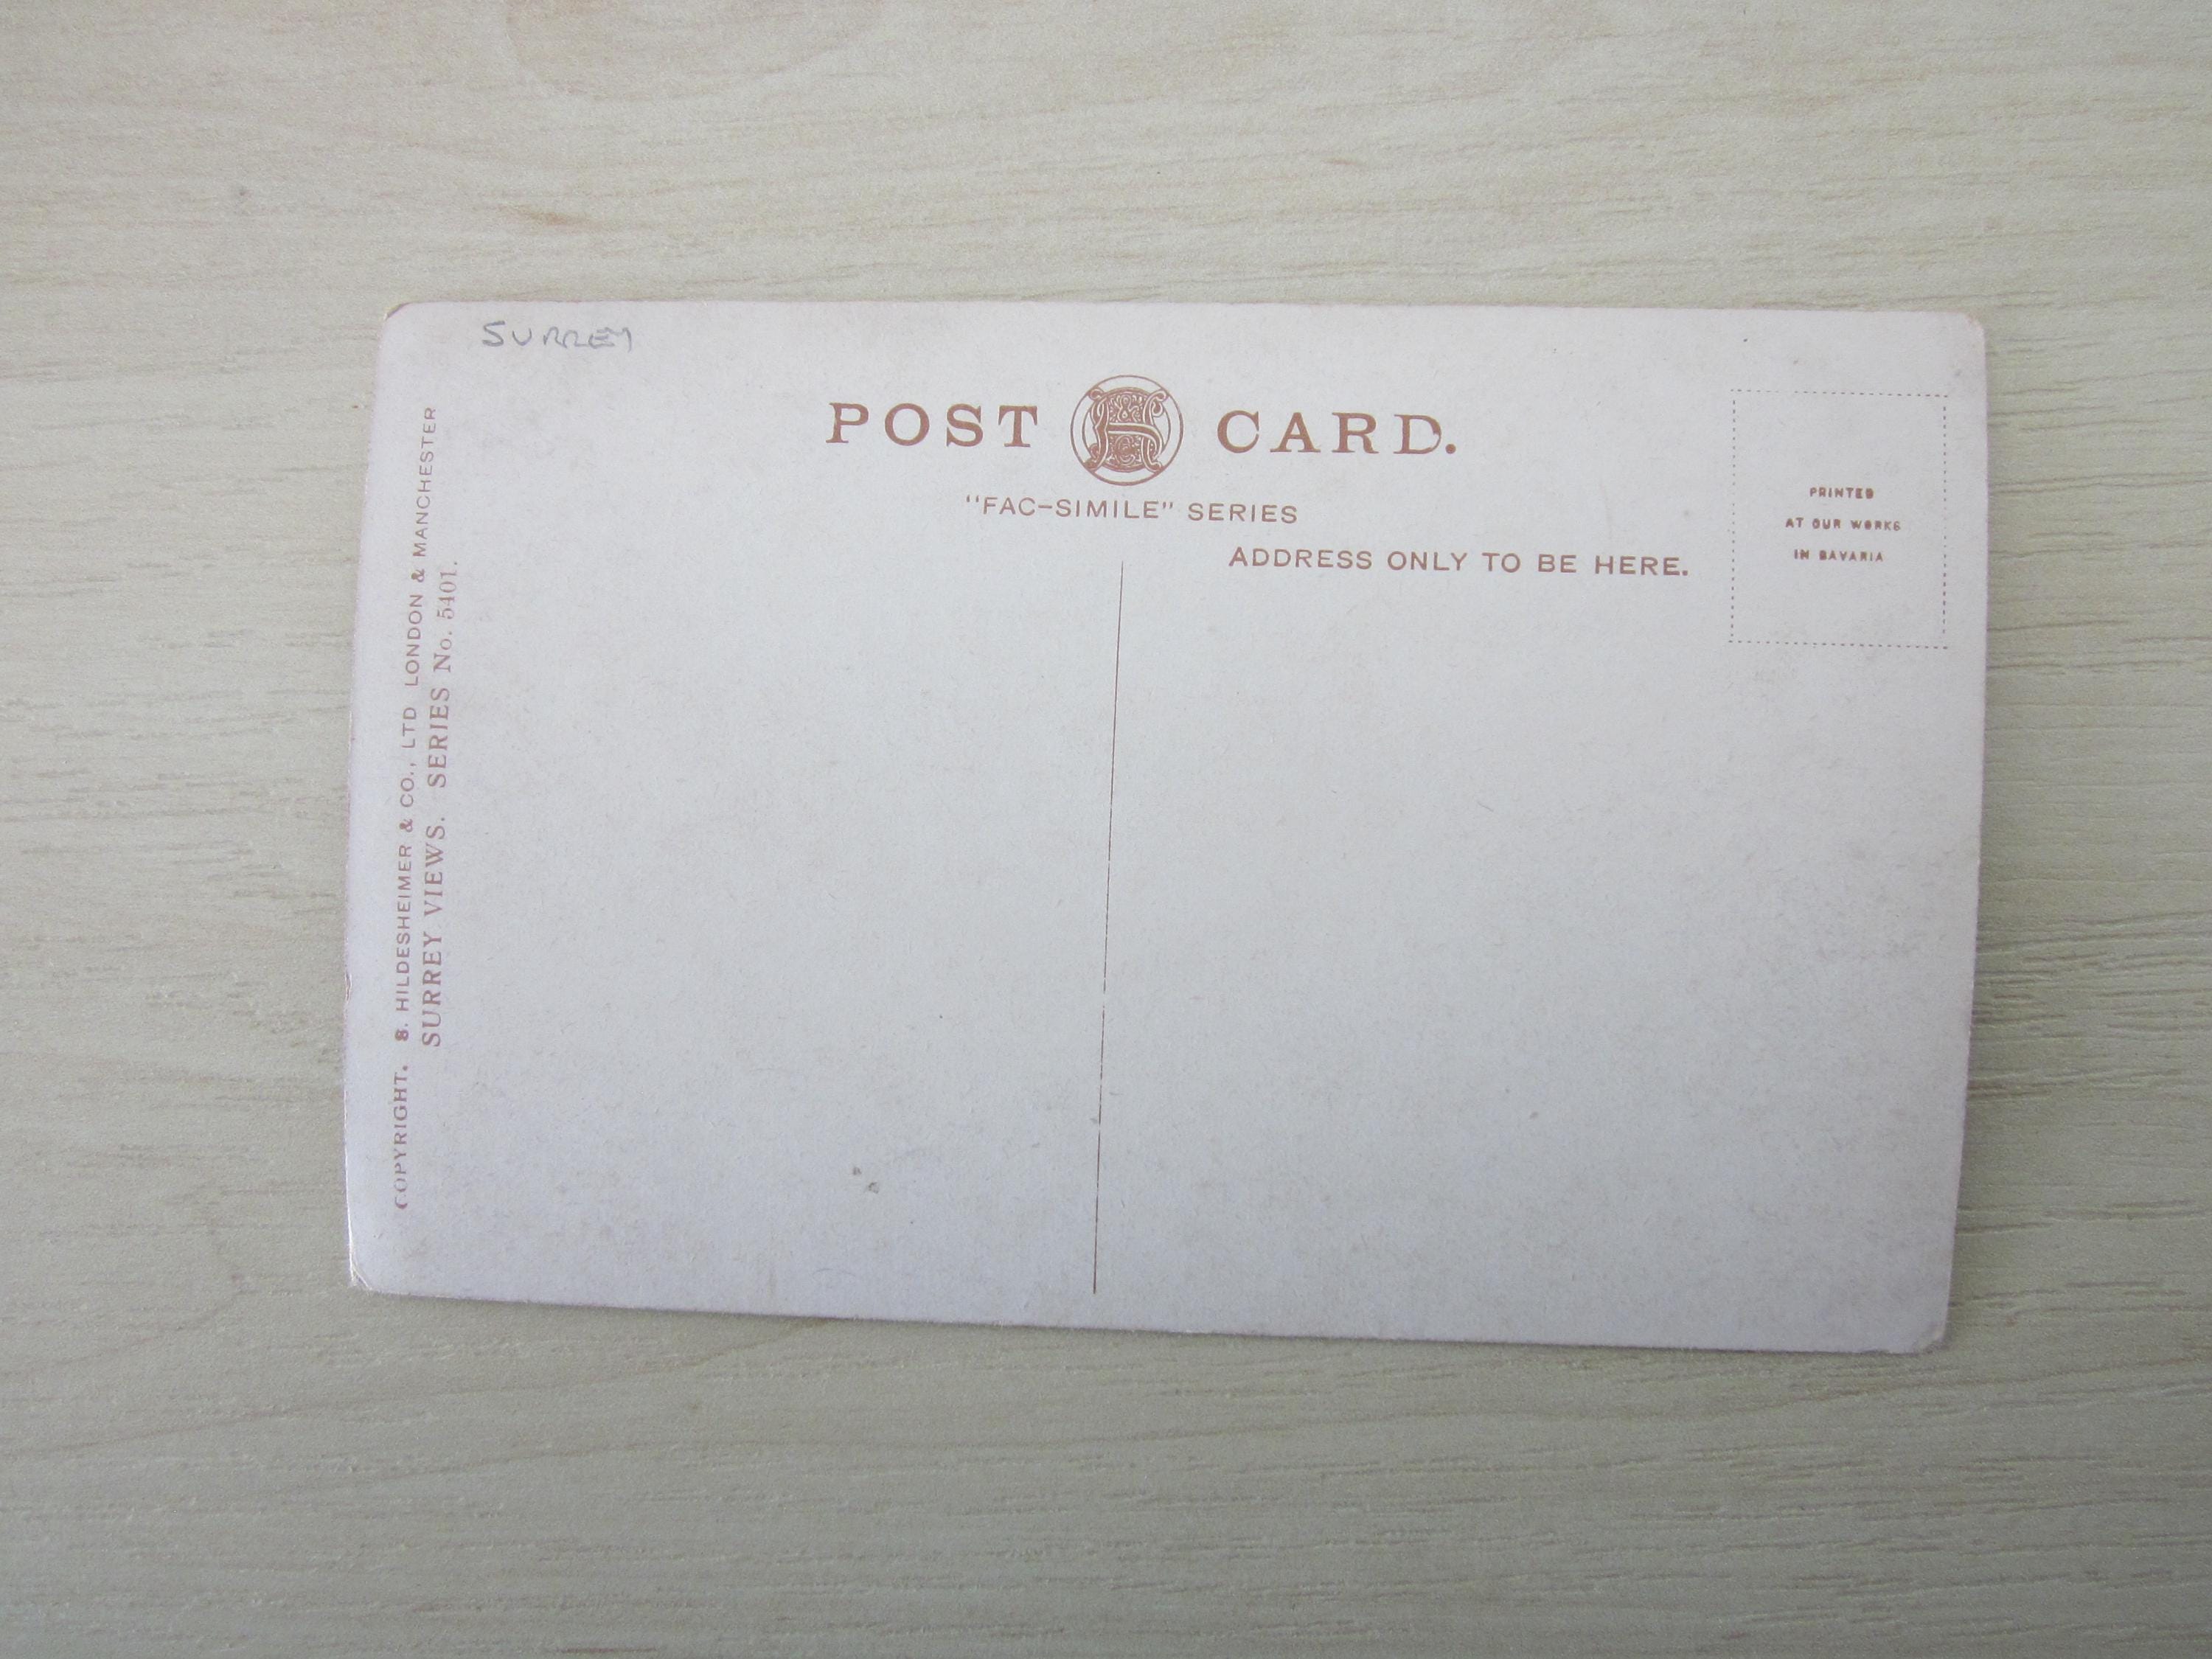 SURREY
POST CARD.
"FAC-SIMILE" SERIES
ADDRESS ONLY TO BE HERE.
PRINTED
AT OUR WORKS
IN BAVARIA
COPYRIGHT. S. HILDESHEIMER & CO., LTD LONDON & MANCHESTER
SURREY VIEWS. SERIES No. 5401.